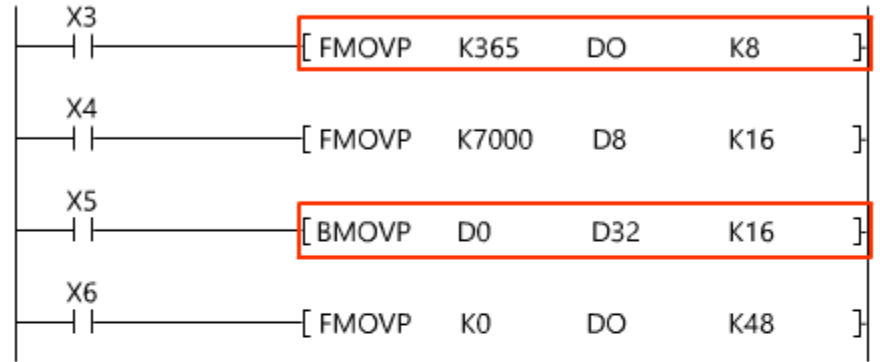 X3
[ FMOVP K365 DO K8 ]
X4
[ FMOVP K7000 D8 K16 ]
X5
[ BMOVP D0 D32 K16 ]
X6
[ FMOVP K0 DO K48 ]